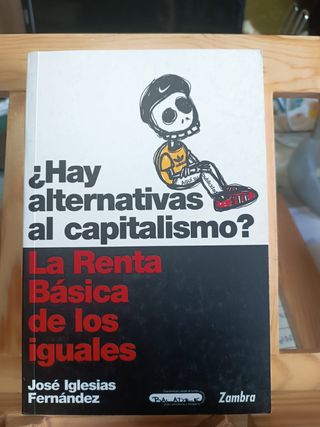 ¿Hay
alternativas
al capitalismo?
La Renta
Básica
de los
iguales
José Iglesias
Fernández
Zambra